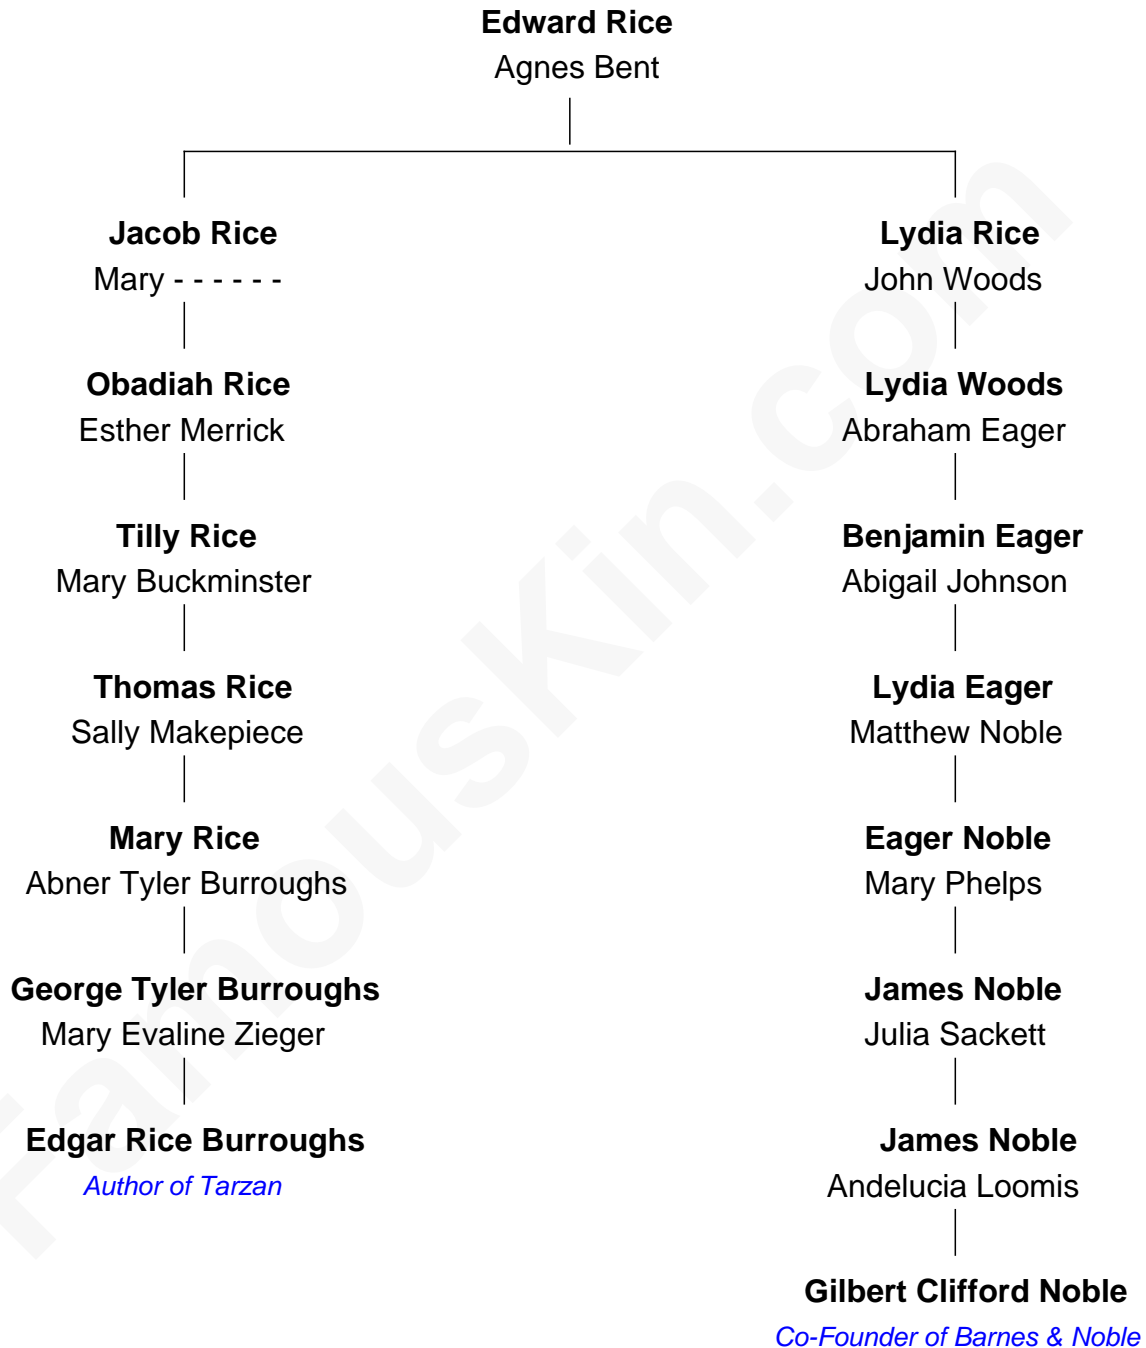 Edward Rice
Agnes Bent
Jacob Rice
Mary - - - - - -
Lydia Rice
John Woods
Obadiah Rice
Esther Merrick
Lydia Woods
Abraham Eager
Tilly Rice
Mary Buckminster
Benjamin Eager
Abigail Johnson
Thomas Rice
Sally Makepiece
Lydia Eager
Matthew Noble
Mary Rice
Abner Tyler Burroughs
Eager Noble
Mary Phelps
George Tyler Burroughs
Mary Evaline Zieger
James Noble
Julia Sackett
Edgar Rice Burroughs
Author of Tarzan
James Noble
Andelucia Loomis
Gilbert Clifford Noble
Co-Founder of Barnes & Noble
FamousKin.com